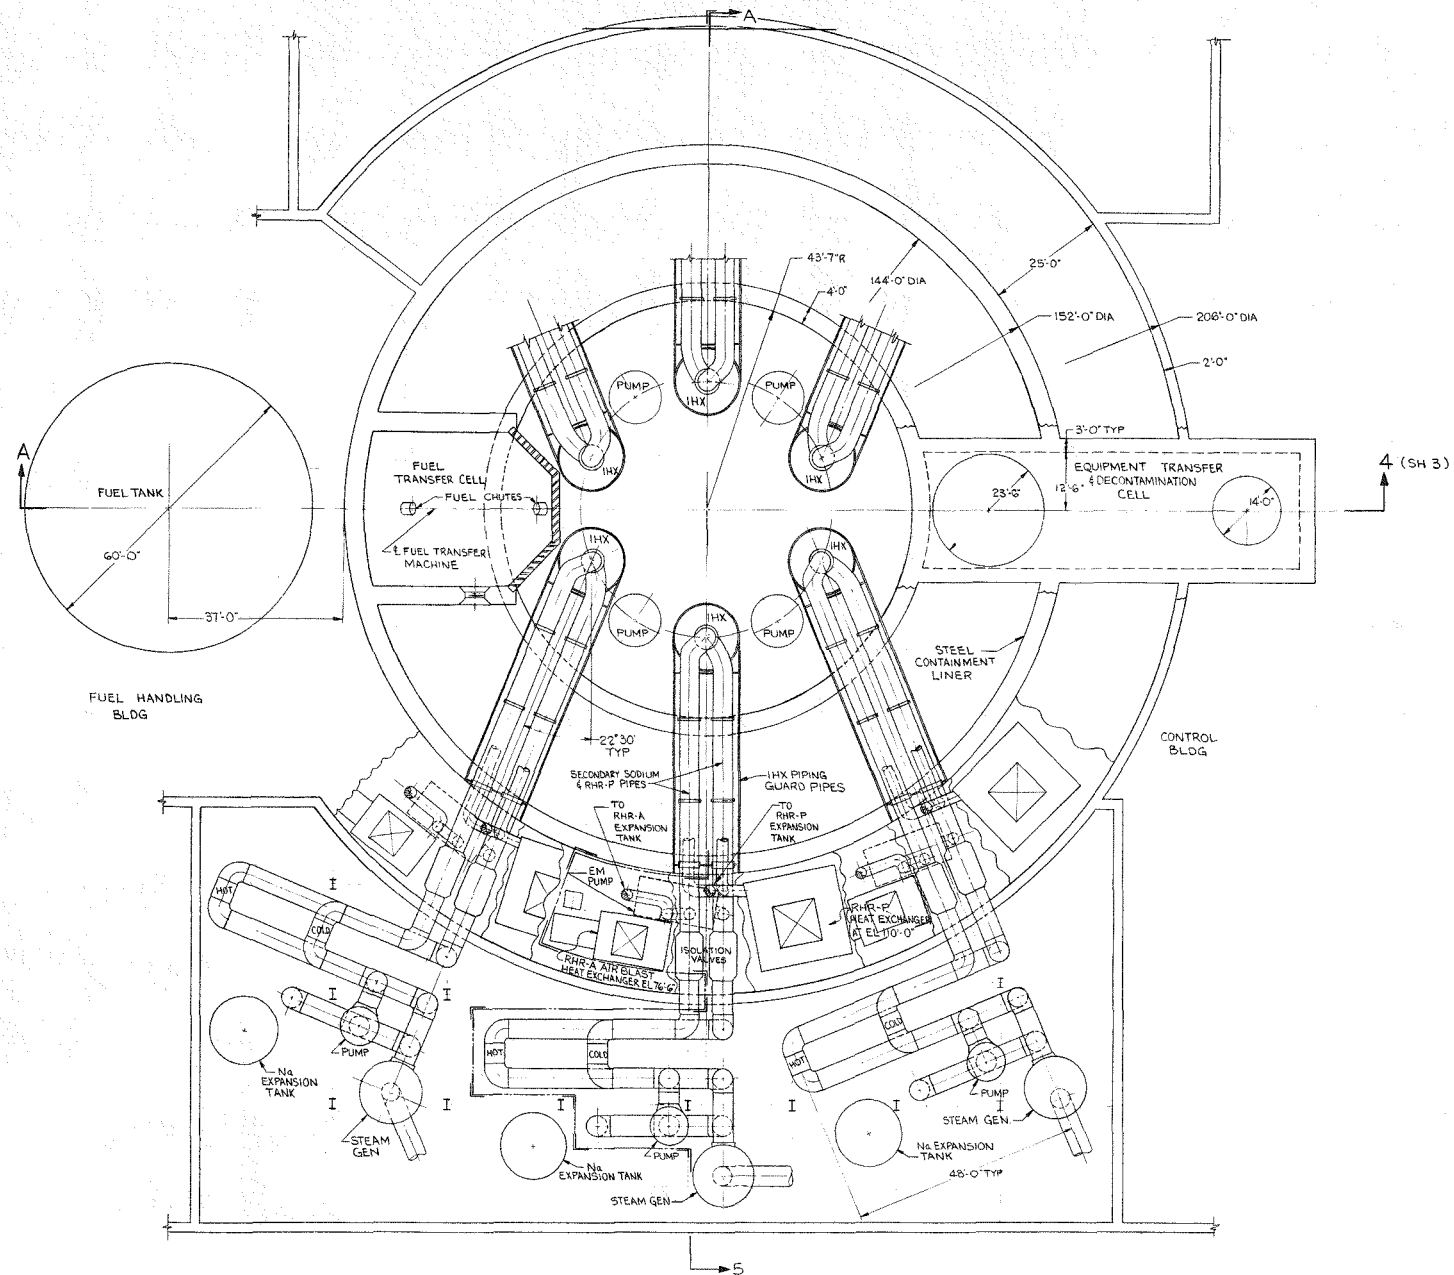 A
43'-7"R
144'-0" DIA
4'-0"
25'-0"
152'-0" DIA
206'-0" DIA
2'-0"
3'-0" TYP
PUMP
IHX
PUMP
IHX
IHX
A
FUEL TANK
60'-0"
37'-0"
FUEL
TRANSFER CELL
FUEL CHUTES
℄ FUEL TRANSFER
MACHINE
EQUIPMENT TRANSFER
& DECONTAMINATION
CELL
12'-6"
23'-6"
14'-0"
4 (SH 3)
IHX
IHX
IHX
PUMP
PUMP
STEEL
CONTAINMENT
LINER
FUEL HANDLING
BLDG
CONTROL
BLDG
22°30'
TYP
SECONDARY SODIUM
& RHR-P PIPES
IHX PIPING
GUARD PIPES
TO
RHR-A
EXPANSION
TANK
TO
RHR-P
EXPANSION
TANK
EM
PUMP
RHR-P
HEAT EXCHANGER
AT EL 110'-0"
ISOLATION
VALVES
RHR-A AIR BLAST
HEAT EXCHANGER EL 76'-6"
HOT
COLD
PUMP
Na
EXPANSION
TANK
STEAM
GEN
HOT
COLD
PUMP
Na
EXPANSION TANK
STEAM GEN
HOT
COLD
PUMP
STEAM GEN.
Na EXPANSION
TANK
48'-0" TYP
5